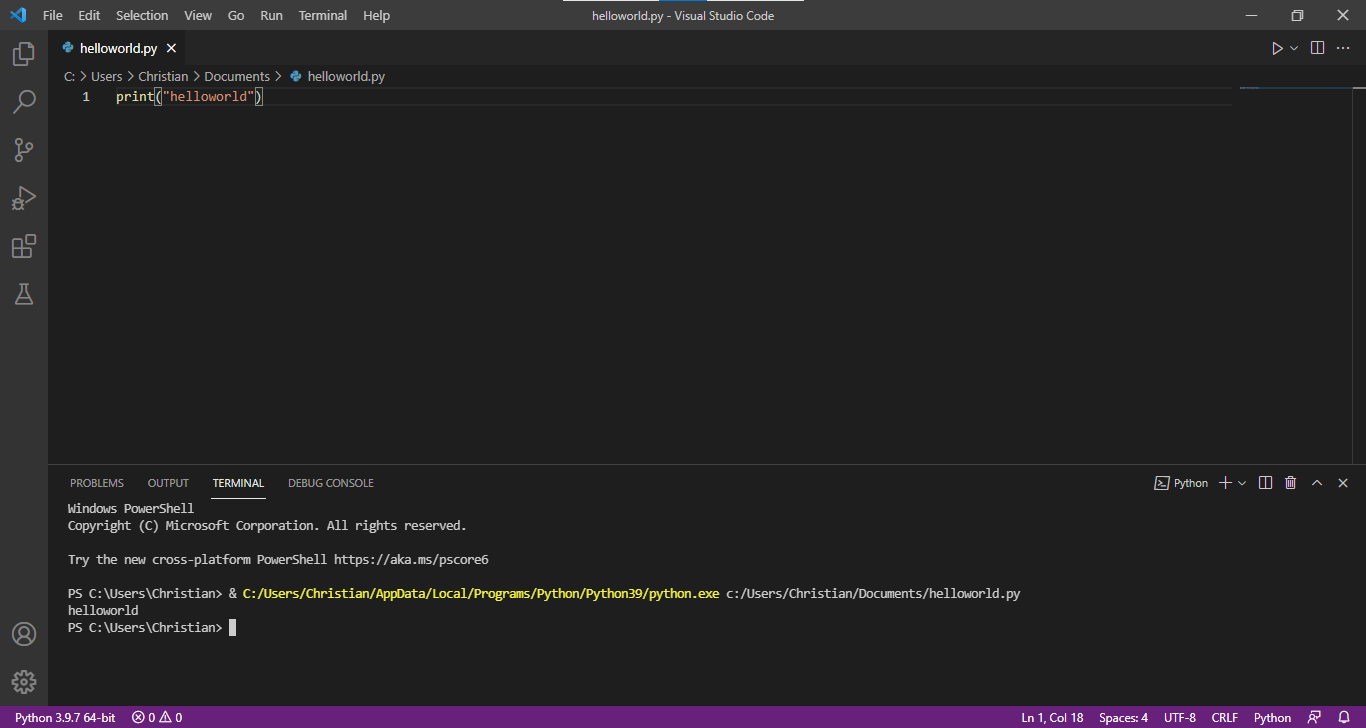 File Edit Selection View Go Run Terminal Help helloworld.py - Visual Studio Code
helloworld.py
C: > Users > Christian > Documents > helloworld.py
1 print("helloworld")
PROBLEMS OUTPUT TERMINAL DEBUG CONSOLE Python
Windows PowerShell
Copyright (C) Microsoft Corporation. All rights reserved.
Try the new cross-platform PowerShell https://aka.ms/pscore6
PS C:\Users\Christian> & C:/Users/Christian/AppData/Local/Programs/Python/Python39/python.exe c:/Users/Christian/Documents/helloworld.py
helloworld
PS C:\Users\Christian>
Python 3.9.7 64-bit 0 0 Ln 1, Col 18 Spaces: 4 UTF-8 CRLF Python